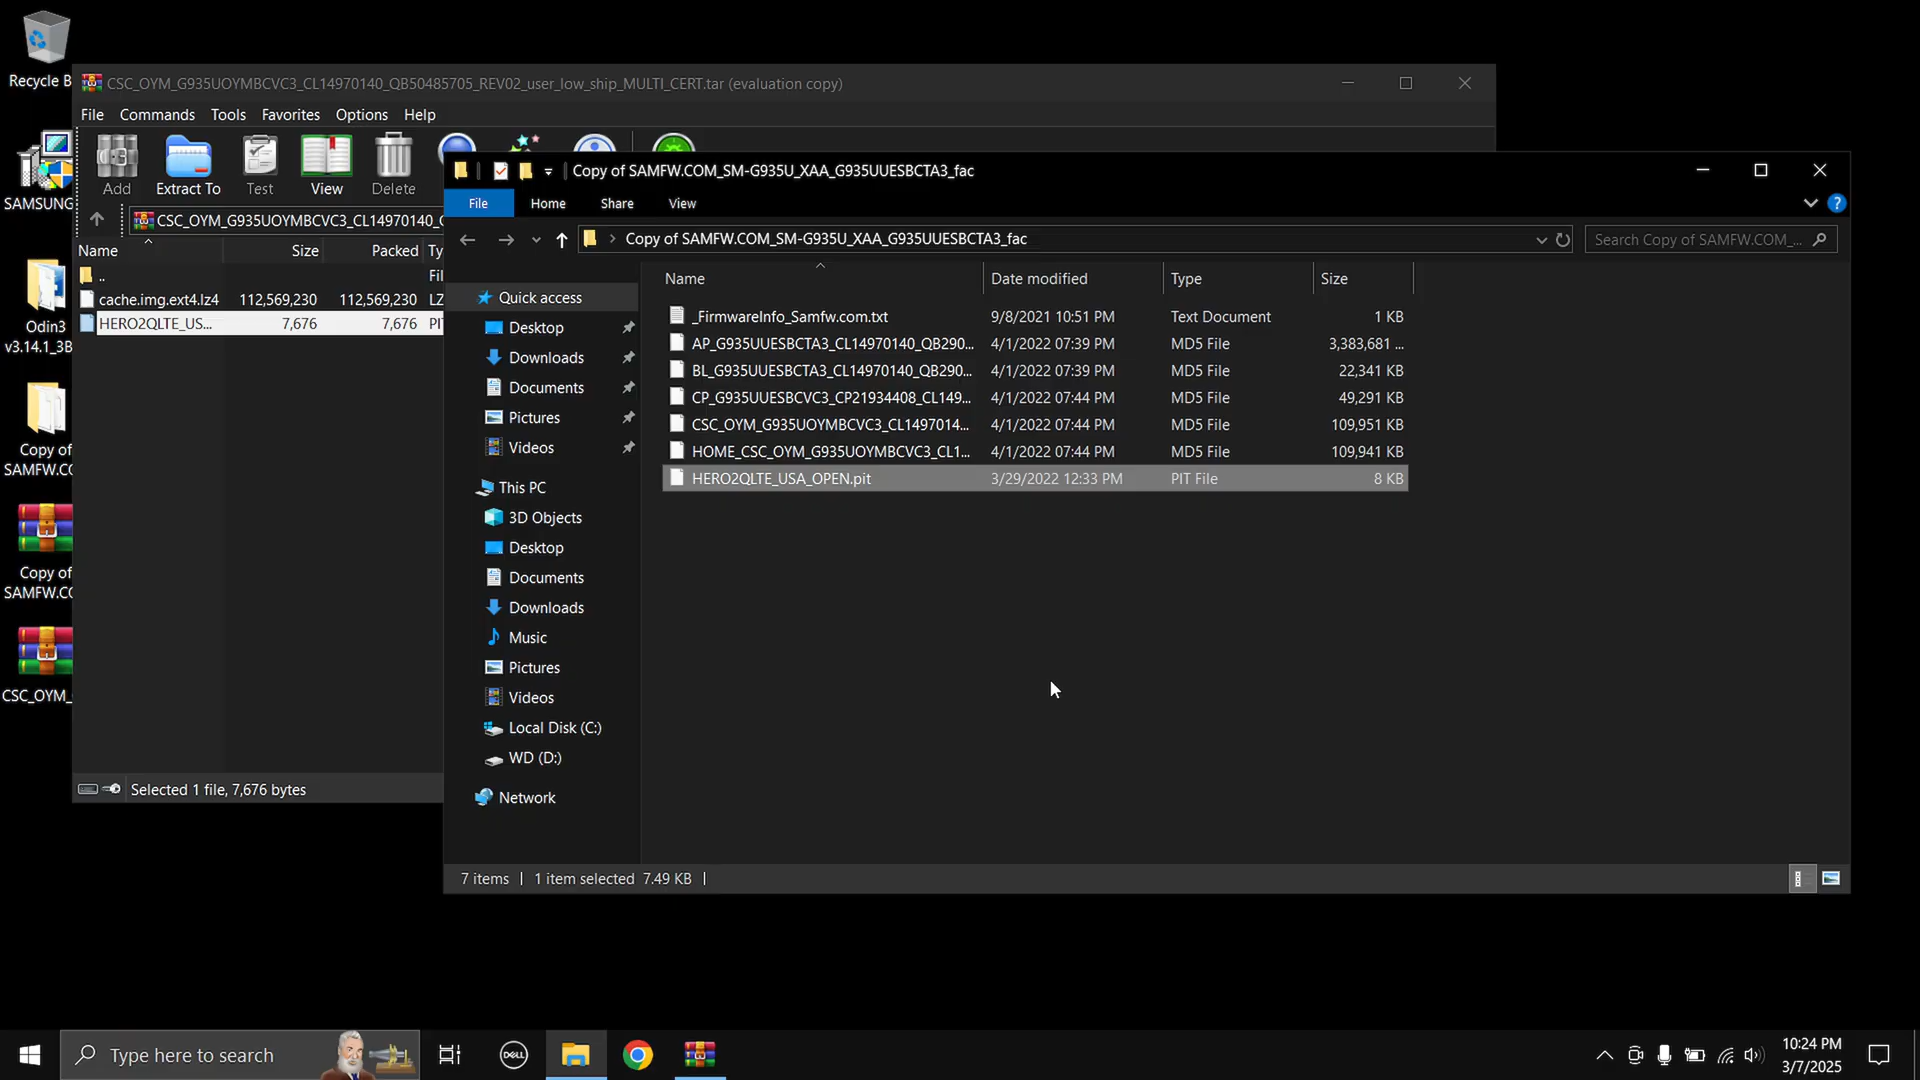 Recycle B
SAMSUNG
Odin3
v3.14.1_3B
Copy of
SAMFW.CO
Copy of
SAMFW.CO
CSC_OYM_
CSC_OYM_G935UOYMBCVC3_CL14970140_QB50485705_REV02_user_low_ship_MULTI_CERT.tar (evaluation copy)
File Commands Tools Favorites Options Help
Add Extract To Test View Delete
CSC_OYM_G935UOYMBCVC3_CL14970140_
Name Size Packed Ty
.. Fil
cache.img.ext4.lz4 112,569,230 112,569,230 LZ
HERO2QLTE_US... 7,676 7,676 PI
Selected 1 file, 7,676 bytes
Copy of SAMFW.COM_SM-G935U_XAA_G935UUESBCTA3_fac
File Home Share View
Copy of SAMFW.COM_SM-G935U_XAA_G935UUESBCTA3_fac
Search Copy of SAMFW.COM_...
Quick access
Desktop
Downloads
Documents
Pictures
Videos
This PC
3D Objects
Desktop
Documents
Downloads
Music
Pictures
Videos
Local Disk (C:)
WD (D:)
Network
Name Date modified Type Size
_FirmwareInfo_Samfw.com.txt 9/8/2021 10:51 PM Text Document 1 KB
AP_G935UUESBCTA3_CL14970140_QB290... 4/1/2022 07:39 PM MD5 File 3,383,681 ...
BL_G935UUESBCTA3_CL14970140_QB290... 4/1/2022 07:39 PM MD5 File 22,341 KB
CP_G935UUESBCVC3_CP21934408_CL149... 4/1/2022 07:44 PM MD5 File 49,291 KB
CSC_OYM_G935UOYMBCVC3_CL1497014... 4/1/2022 07:44 PM MD5 File 109,951 KB
HOME_CSC_OYM_G935UOYMBCVC3_CL1... 4/1/2022 07:44 PM MD5 File 109,941 KB
HERO2QLTE_USA_OPEN.pit 3/29/2022 12:33 PM PIT File 8 KB
7 items 1 item selected 7.49 KB
Type here to search
DELL
10:24 PM
3/7/2025